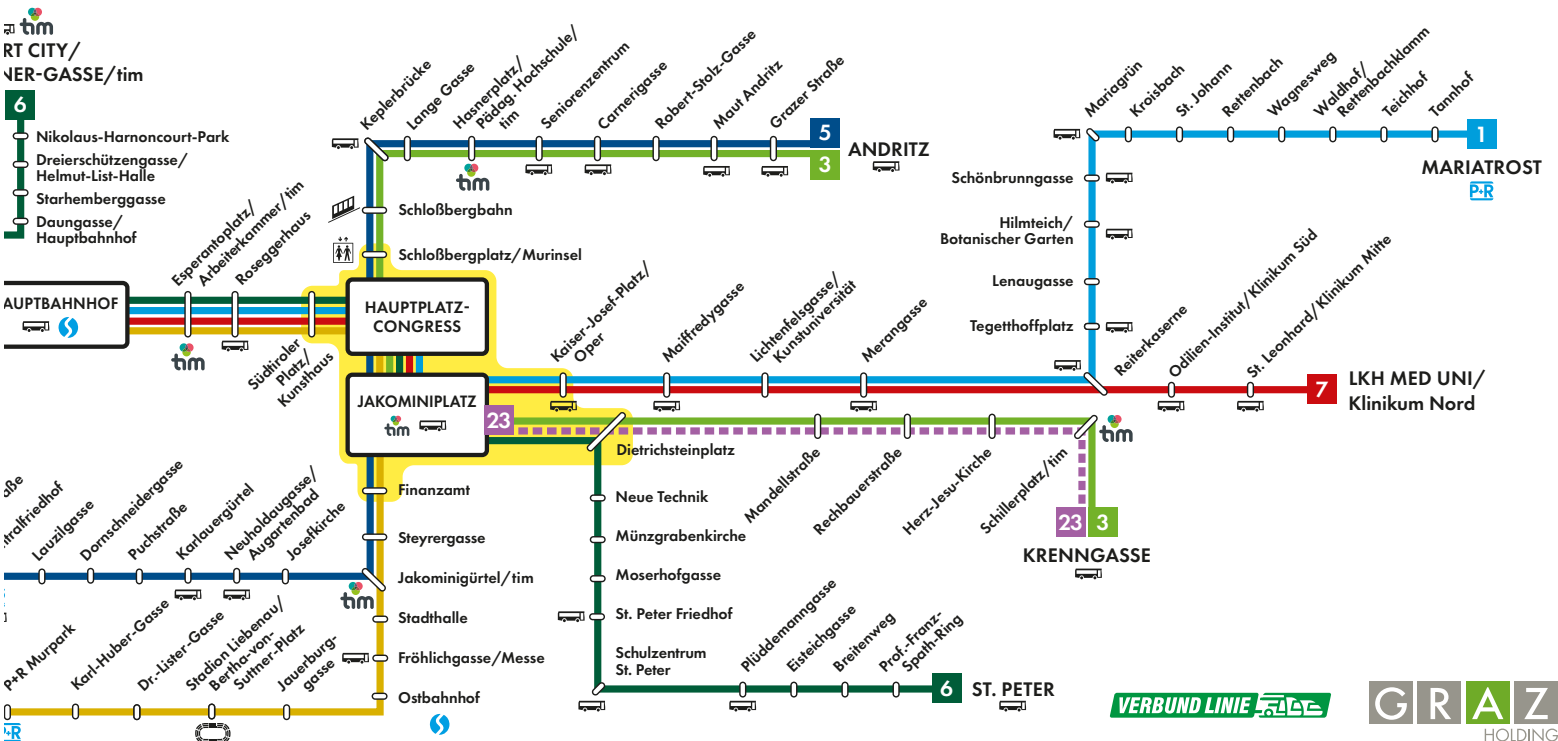 tim
RT CITY/
NER-GASSE/tim
6
Nikolaus-Harnoncourt-Park
Dreierschützengasse/
Helmut-List-Halle
Starhemberggasse
Daungasse/
Hauptbahnhof
Esperantoplatz/
Arbeiterkammer/tim
Roseggerhaus
AUPTBAHNHOF
tim
Südtiroler
Platz/
Kunsthaus
Keplerbrücke
Lange Gasse
Hasnerplatz/
Pädag. Hochschule/
tim
Seniorenzentrum
Carnerigasse
Robert-Stolz-Gasse
Maut Andritz
Grazer Straße
5
3
ANDRITZ
tim
Schloßbergbahn
Schloßbergplatz/Murinsel
HAUPTPLATZ-
CONGRESS
JAKOMINIPLATZ
tim
23
Kaiser-Josef-Platz/
Oper
Maiffredygasse
Lichtenfelsgasse/
Kunstuniversität
Merangasse
Mariagrün
Kroisbach
St. Johann
Rettenbach
Wagnesweg
Waldhof/
Rettenbachklamm
Teichhof
Tannhof
1
MARIATROST
P+R
Schönbrunngasse
Hilmteich/
Botanischer Garten
Lenaugasse
Tegetthoffplatz
Reiterkaserne
Odilien-Institut/Klinikum Süd
St. Leonhard/Klinikum Mitte
7
LKH MED UNI/
Klinikum Nord
Dietrichsteinplatz
Mandellstraße
Rechbauerstraße
Herz-Jesu-Kirche
Schillerplatz/tim
tim
23
3
KRENNGASSE
Finanzamt
Steyrergasse
Jakominigürtel/tim
Stadthalle
Fröhlichgasse/Messe
Ostbahnhof
Neue Technik
Münzgrabenkirche
Moserhofgasse
St. Peter Friedhof
Schulzentrum
St. Peter
Plüddemanngasse
Eisteichgasse
Breitenweg
Prof.-Franz-
Spath-Ring
6
ST. PETER
aße
ntralfriedhof
Lauzilgasse
Dornschneidergasse
Puchstraße
Karlauergürtel
Neuholdaugasse/
Augartenbad
Josefkirche
tim
P+R Murpark
Karl-Huber-Gasse
Dr.-Lister-Gasse
Stadion Liebenau/
Bertha-von-
Suttner-Platz
Jauerburg-
gasse
+R
VERBUND LINIE
GRAZ
HOLDING